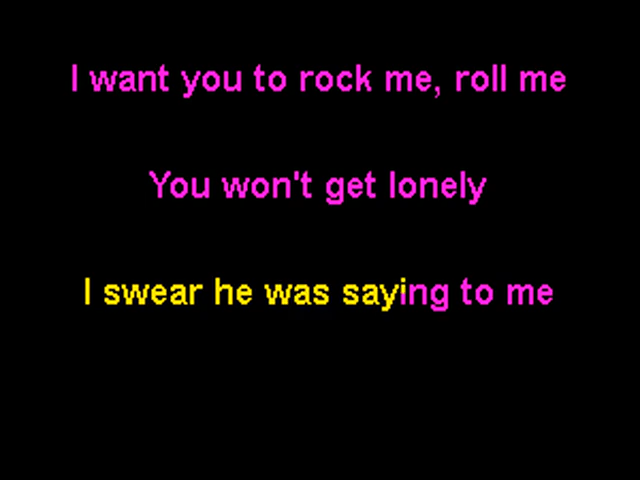 I want you to rock me, roll me
You won't get lonely
I swear he was saying to me